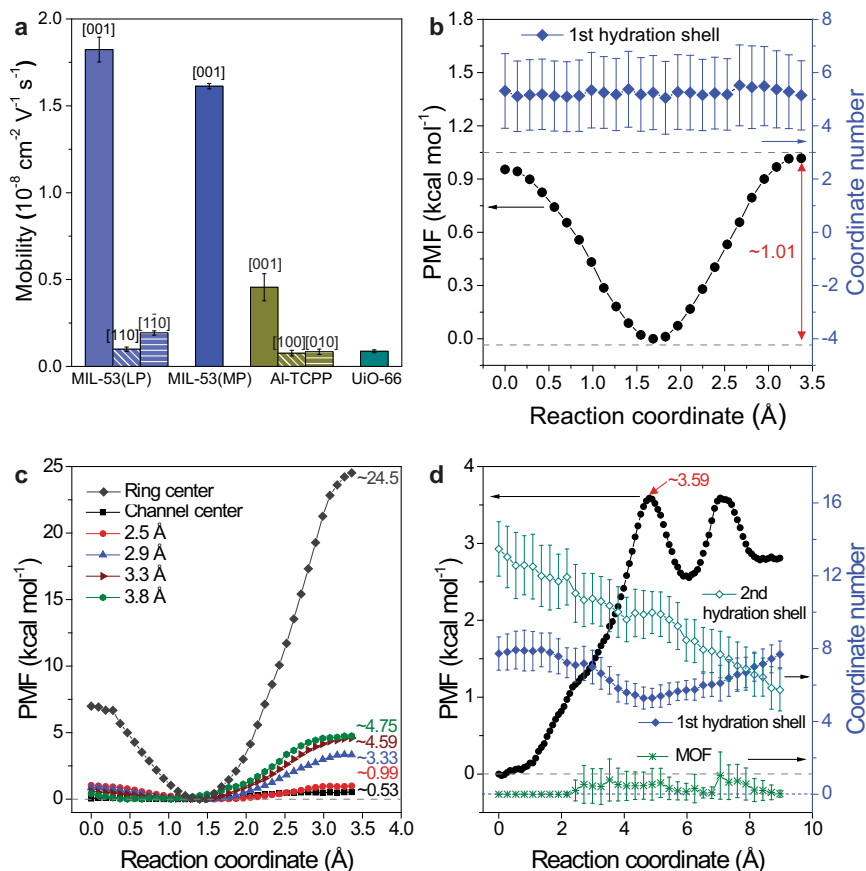 a
Mobility (10⁻⁸ cm⁻² V⁻¹ s⁻¹)
2.0
1.5
1.0
0.5
0.0
[001]
[110]
[11̄0]
[001]
[001]
[100]
[010]
MIL-53(LP)
MIL-53(MP)
Al-TCPP
UiO-66
b
1st hydration shell
PMF (kcal mol⁻¹)
1.8
1.5
1.2
0.9
0.6
0.3
0.0
~1.01
8
6
4
2
0
-2
-4
Coordinate number
0.0 0.5 1.0 1.5 2.0 2.5 3.0 3.5
Reaction coordinate (Å)
c
PMF (kcal mol⁻¹)
25
20
15
10
5
0
Ring center
Channel center
2.5 Å
2.9 Å
3.3 Å
3.8 Å
~24.5
~4.75
~4.59
~3.33
~0.99
~0.53
0.0 0.5 1.0 1.5 2.0 2.5 3.0 3.5 4.0
Reaction coordinate (Å)
d
PMF (kcal mol⁻¹)
4
3
2
1
0
~3.59
2nd
hydration shell
1st hydration shell
MOF
16
12
8
4
0
Coordinate number
0 2 4 6 8 10
Reaction coordinate (Å)